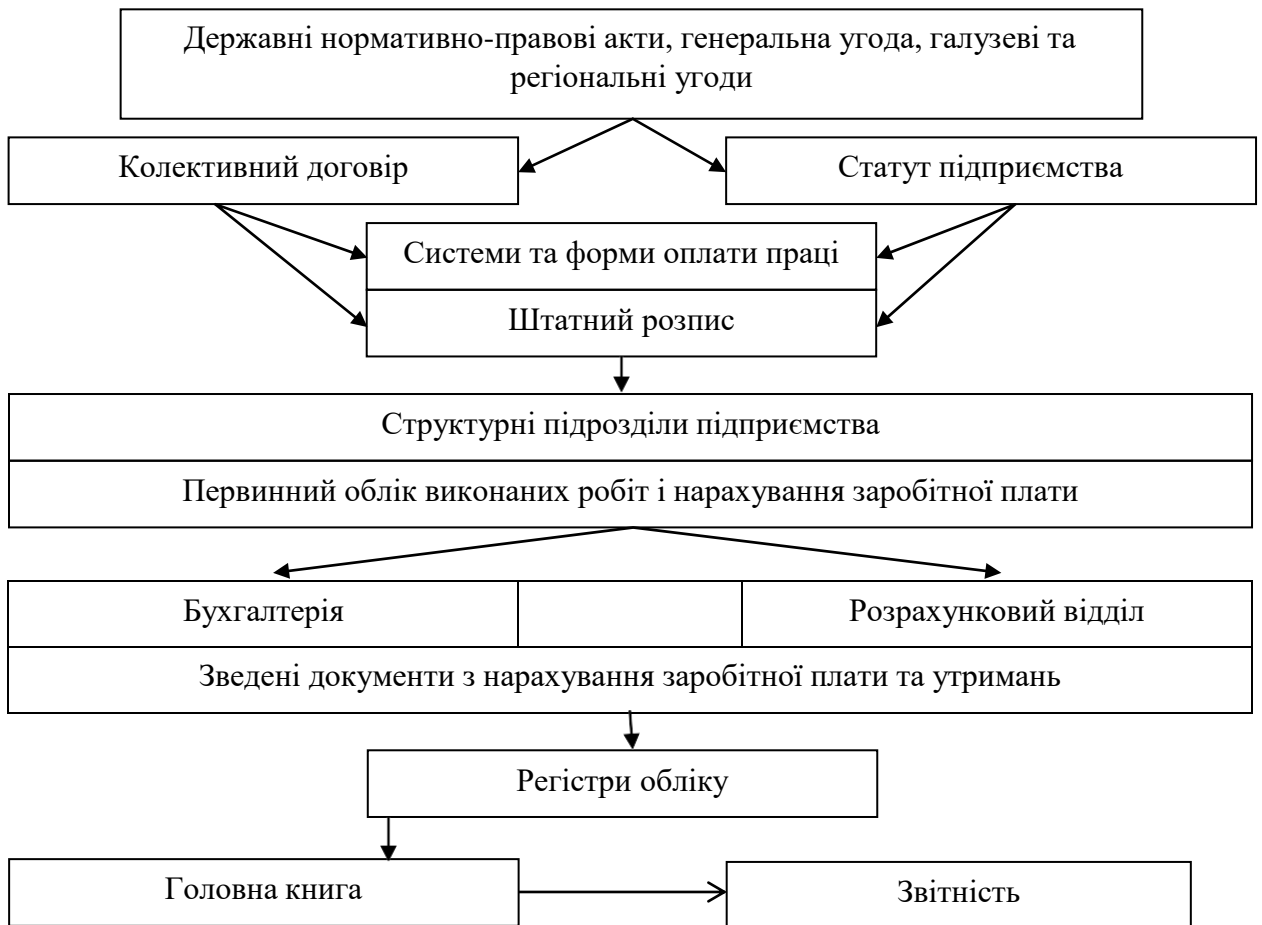 Державні нормативно-правові акти, генеральна угода, галузеві та
регіональні угоди
Колективний договір
Статут підприємства
Системи та форми оплати праці
Штатний розпис
Структурні підрозділи підприємства
Первинний облік виконаних робіт і нарахування заробітної плати
Бухгалтерія
Розрахунковий відділ
Зведені документи з нарахування заробітної плати та утримань
Регістри обліку
Головна книга
Звітність